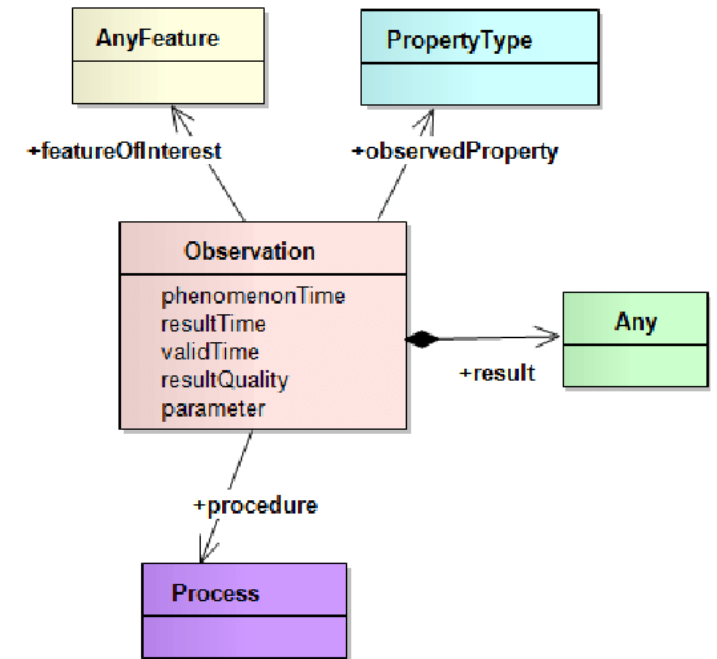 AnyFeature
PropertyType
+featureOfInterest
+observedProperty
Observation
phenomenonTime
resultTime
validTime
resultQuality
parameter
Any
+result
+procedure
Process